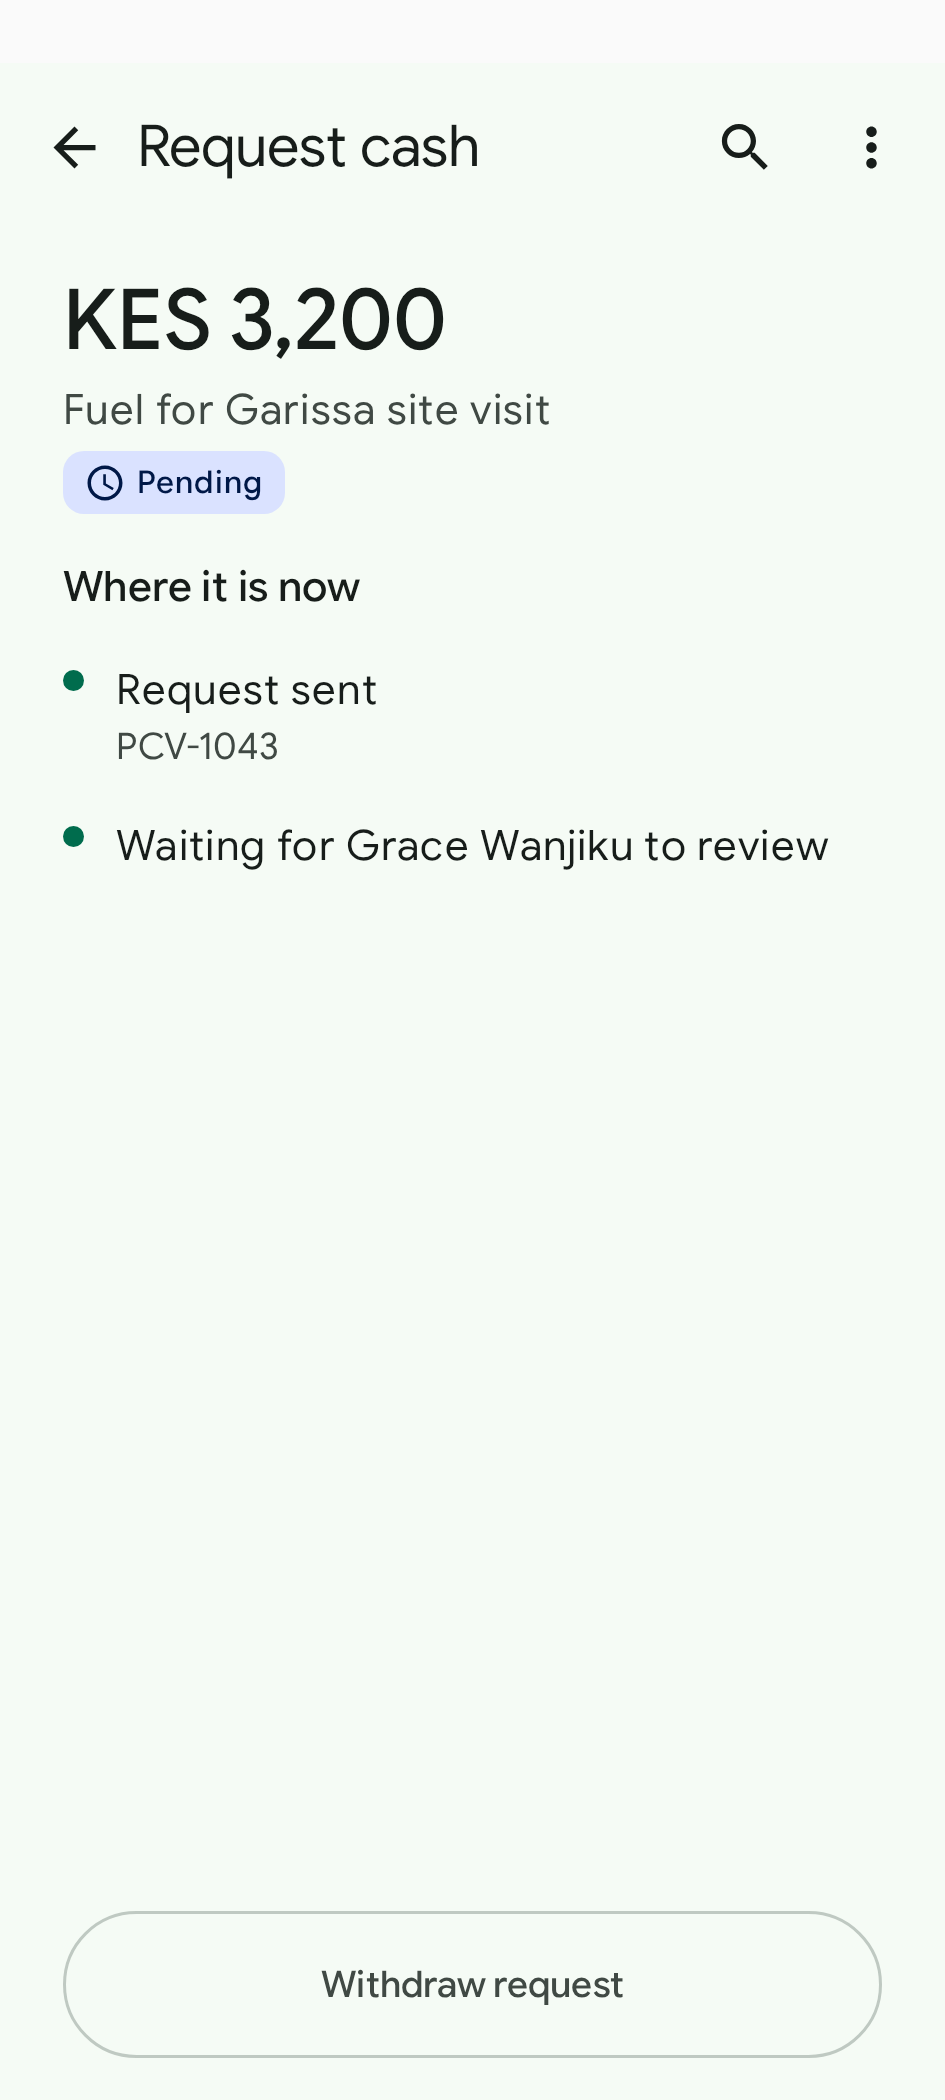 Request cash
KES 3,200
Fuel for Garissa site visit
Pending
Where it is now
Request sent
PCV-1043
Waiting for Grace Wanjiku to review
Withdraw request